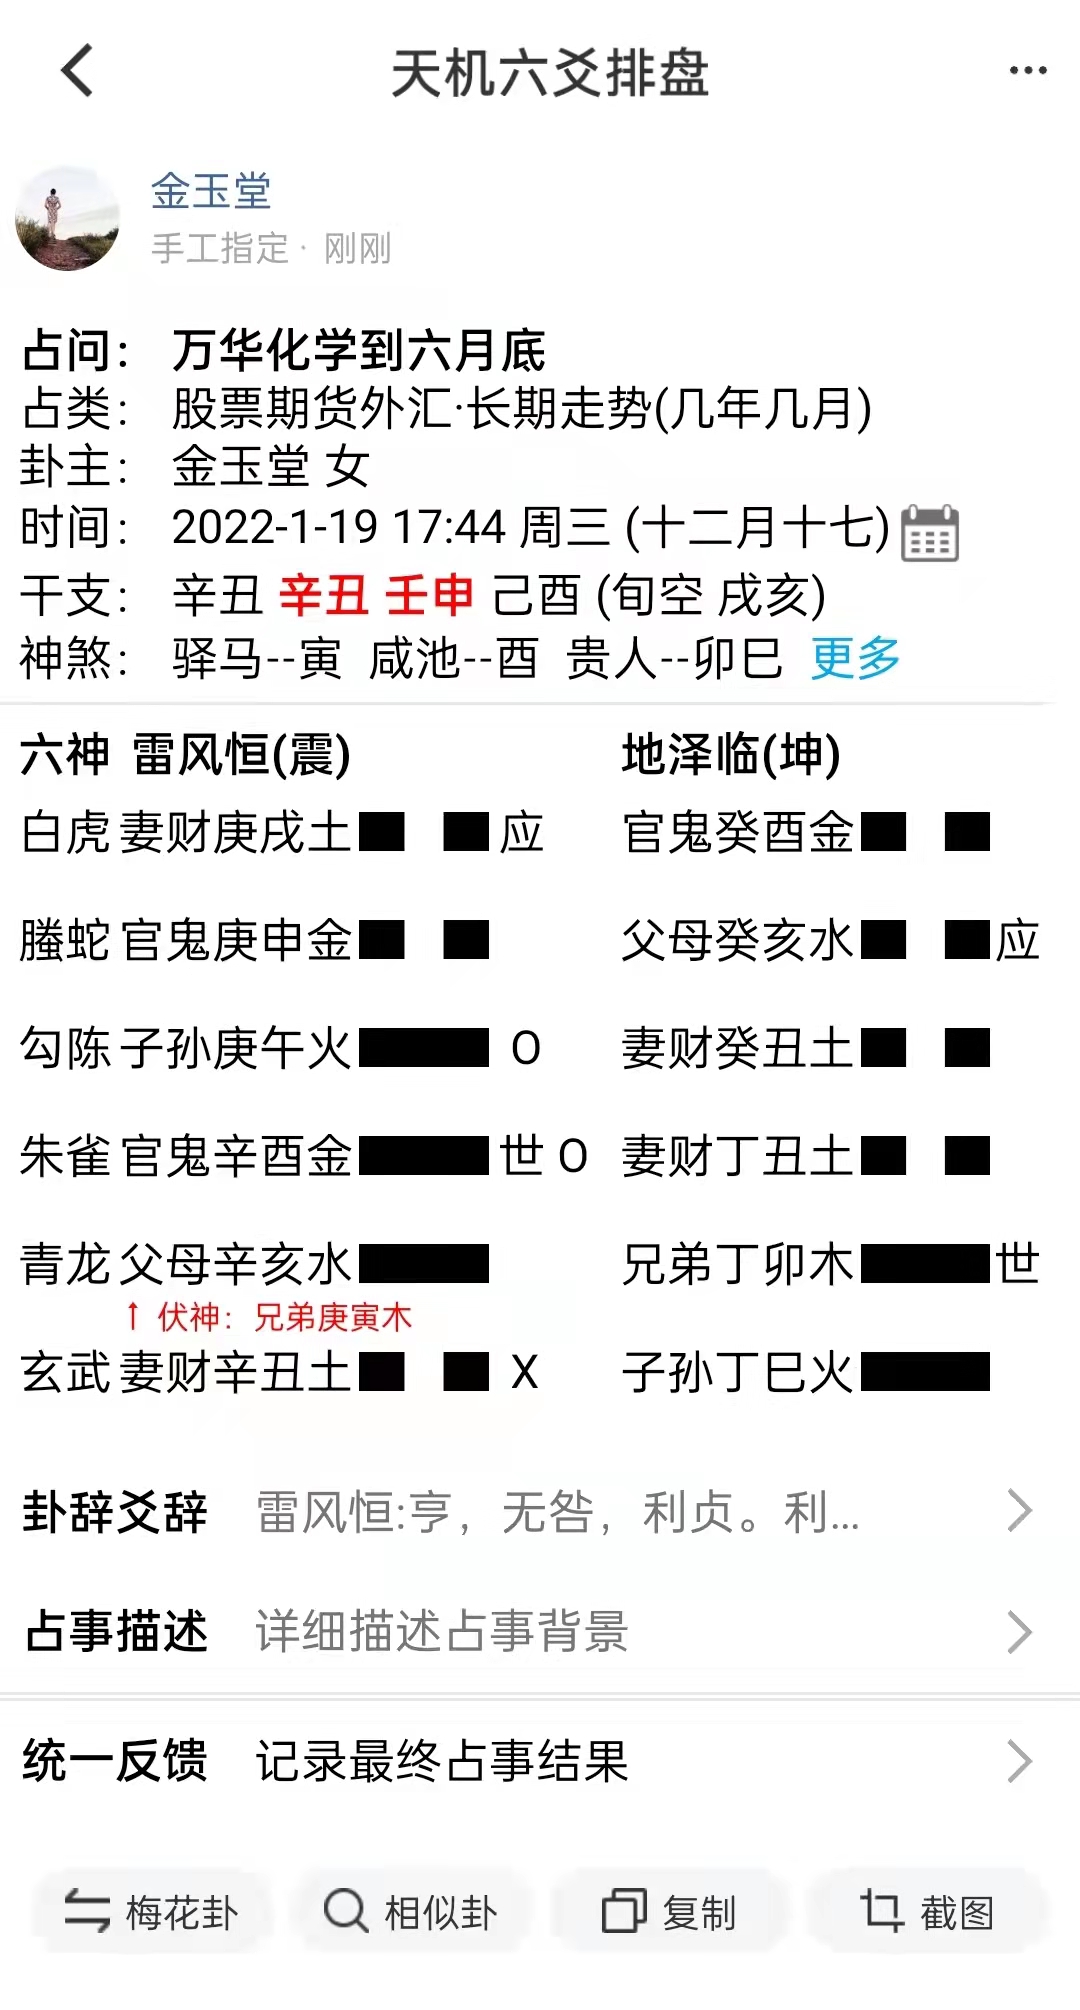 天机六爻排盘
金玉堂
手工指定· 刚刚
占问： 万华化学到六月底
占类： 股票期货外汇·长期走势(几年几月)
卦主： 金玉堂 女
时间： 2022-1-19 17:44 周三 (十二月十七)
干支： 辛丑 辛丑 壬申 己酉 (旬空 戌亥)
神煞： 驿马--寅 咸池--酉 贵人--卯巳 更多
六神 雷风恒(震) 地泽临(坤)
白虎 妻财庚戌土 应 官鬼癸酉金
螣蛇 官鬼庚申金 父母癸亥水 应
勾陈 子孙庚午火 O 妻财癸丑土
朱雀 官鬼辛酉金 世 O 妻财丁丑土
青龙 父母辛亥水 兄弟丁卯木 世
↑ 伏神：兄弟庚寅木
玄武 妻财辛丑土 X 子孙丁巳火
卦辞爻辞 雷风恒:亨，无咎，利贞。利...
占事描述 详细描述占事背景
统一反馈 记录最终占事结果
梅花卦 相似卦 复制 截图